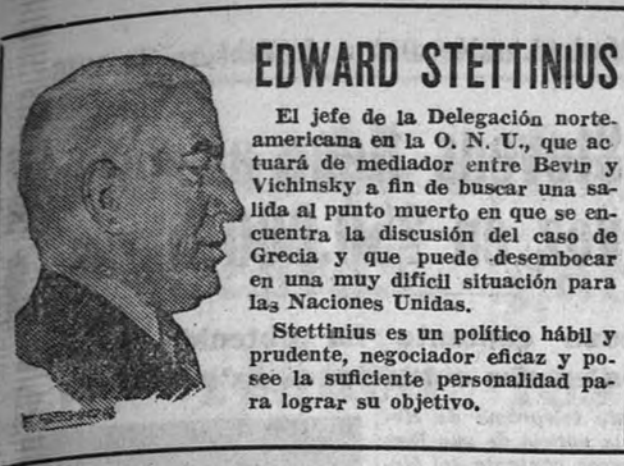 EDWARD STETTINIUS
El jefe de la Delegación norte-
americana en la O. N. U., que ac
tuará de mediador entre Bevin y
Vichinsky a fin de buscar una sa-
lida al punto muerto en que se en-
cuentra la discusión del caso de
Grecia y que puede desembocar
en una muy difícil situación para
las Naciones Unidas.
Stettinius es un político hábil y
prudente, negociador eficaz y po-
see la suficiente personalidad pa-
ra lograr su objetivo.